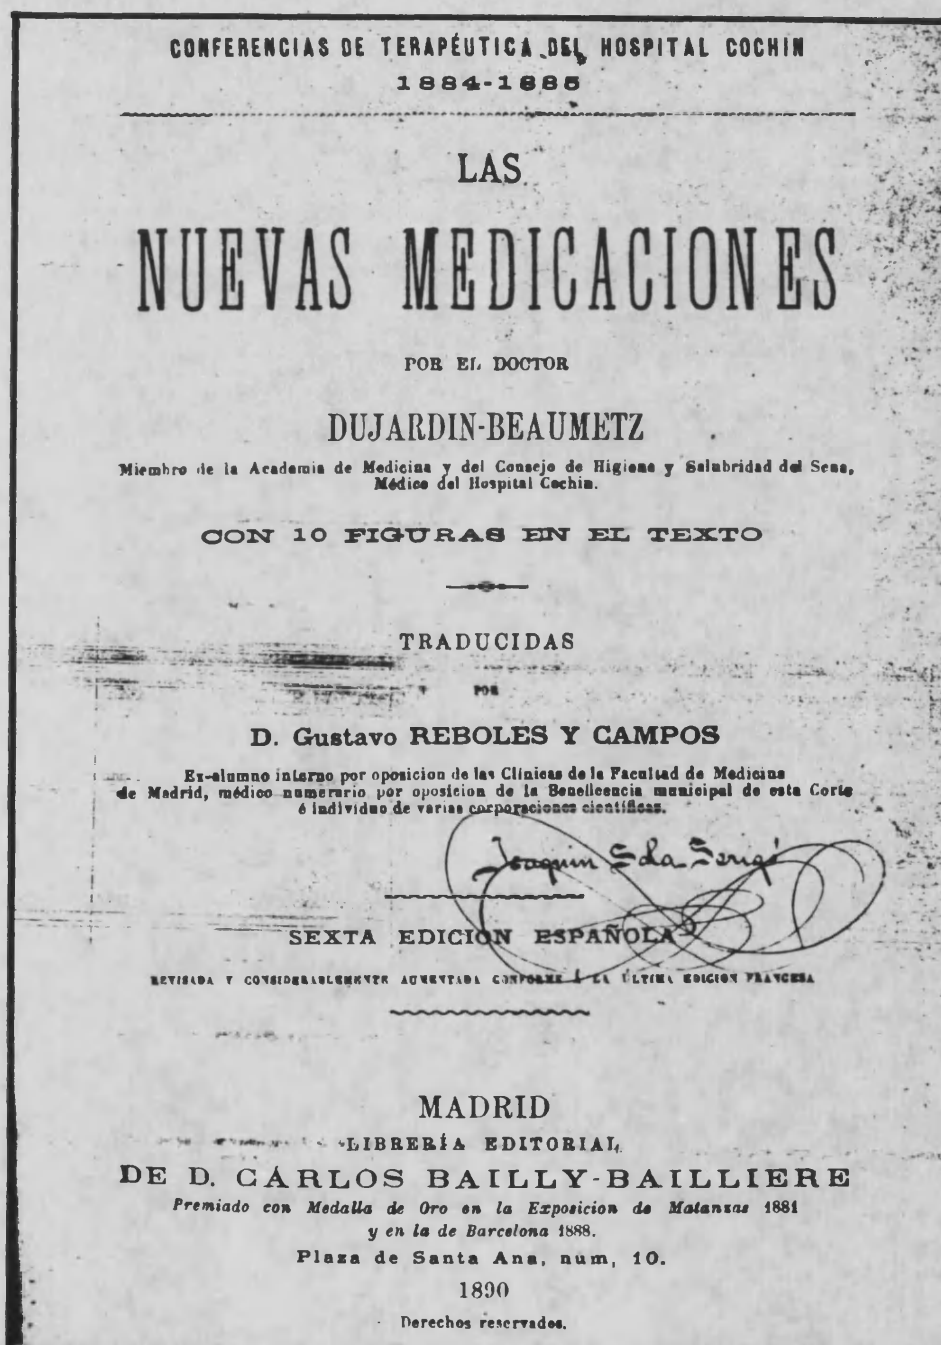 CONFERENCIAS DE TERAPÉUTICA DEL HOSPITAL COCHIN
1884-1885
LAS
NUEVAS MEDICACIONES
POR EL DOCTOR
DUJARDIN-BEAUMETZ
Miembro de la Academia de Medicina y del Consejo de Higiene y Salubridad del Sena,
Médico del Hospital Cochin.
CON 10 FIGURAS EN EL TEXTO
TRADUCIDAS
POR
D. Gustavo REBOLES Y CAMPOS
Ex-alumno interno por oposicion de las Clínicas de la Facultad de Medicina
de Madrid, médico numerario por oposicion de la Beneficencia municipal de esta Corte
é individuo de varias corporaciones científicas.
Joaquin
SEXTA EDICIÓN ESPAÑOLA
REVISADA Y CONSIDERABLEMENTE AUMENTADA CONFORME Á LA ÚLTIMA EDICION FRANCESA
MADRID
LIBRERÍA EDITORIAL
DE D. CÁRLOS BAILLY-BAILLIERE
Premiado con Medalla de Oro en la Exposicion de Matanzas 1881
y en la de Barcelona 1888.
Plaza de Santa Ana, num, 10.
1890
Derechos reservados.